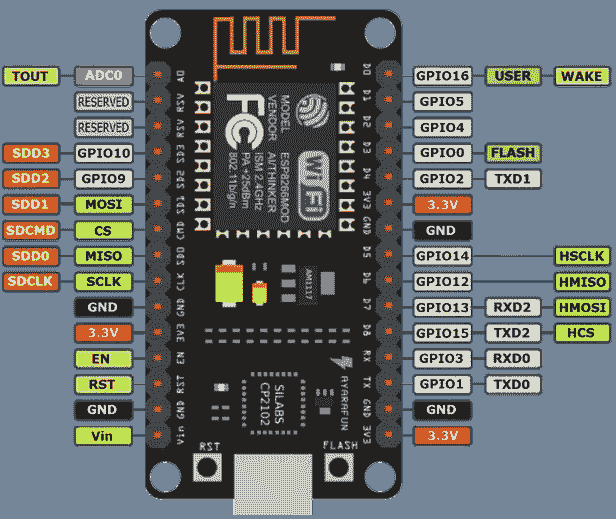 TOUT ADC0 A0 D0 GPIO16 USER WAKE
RESERVED RSV D1 GPIO5
RESERVED RSV D2 GPIO4
SDD3 GPIO10 SD3 D3 GPIO0 FLASH
SDD2 GPIO9 SD2 D4 GPIO2 TXD1
SDD1 MOSI SD1 3V3 3.3V
SDCMD CS CMD GND GND
SDD0 MISO SD0 D5 GPIO14 HSCLK
SDCLK SCLK CLK D6 GPIO12 HMISO
GND GND D7 GPIO13 RXD2 HMOSI
3.3V 3V3 D8 GPIO15 TXD2 HCS
EN EN RX GPIO3 RXD0
RST RST TX GPIO1 TXD0
GND GND GND GND
Vin Vin 3V3 3.3V
MODEL ESP8266MOD
VENDOR AITHINKER
ISM 2.4GHz
PA +25dBm
802.11b/g/n
FC
Wi Fi
AM1117
SiLABS
CP2102
AYARAFUN
RST
FLASH